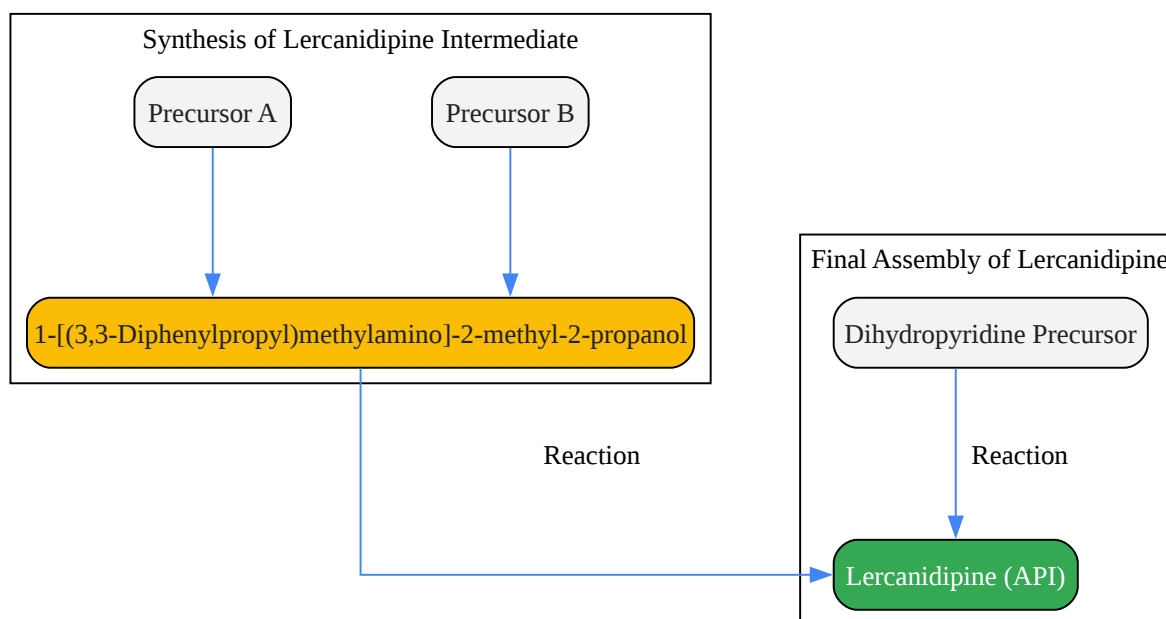 Synthesis of Lercanidipine Intermediate
Precursor A
Precursor B
1-[(3,3-Diphenylpropyl)methylamino]-2-methyl-2-propanol
Final Assembly of Lercanidipine
Dihydropyridine Precursor
Reaction
Reaction
Lercanidipine (API)